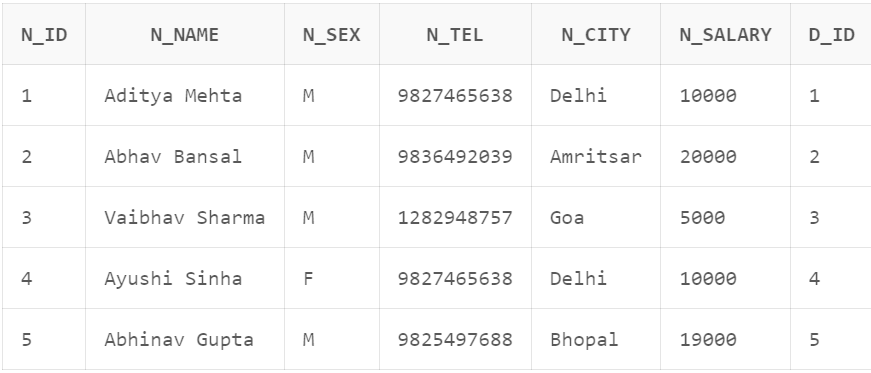 N_ID N_NAME N_SEX N_TEL N_CITY N_SALARY D_ID
1 Aditya Mehta M 9827465638 Delhi 10000 1
2 Abhav Bansal M 9836492039 Amritsar 20000 2
3 Vaibhav Sharma M 1282948757 Goa 5000 3
4 Ayushi Sinha F 9827465638 Delhi 10000 4
5 Abhinav Gupta M 9825497688 Bhopal 19000 5